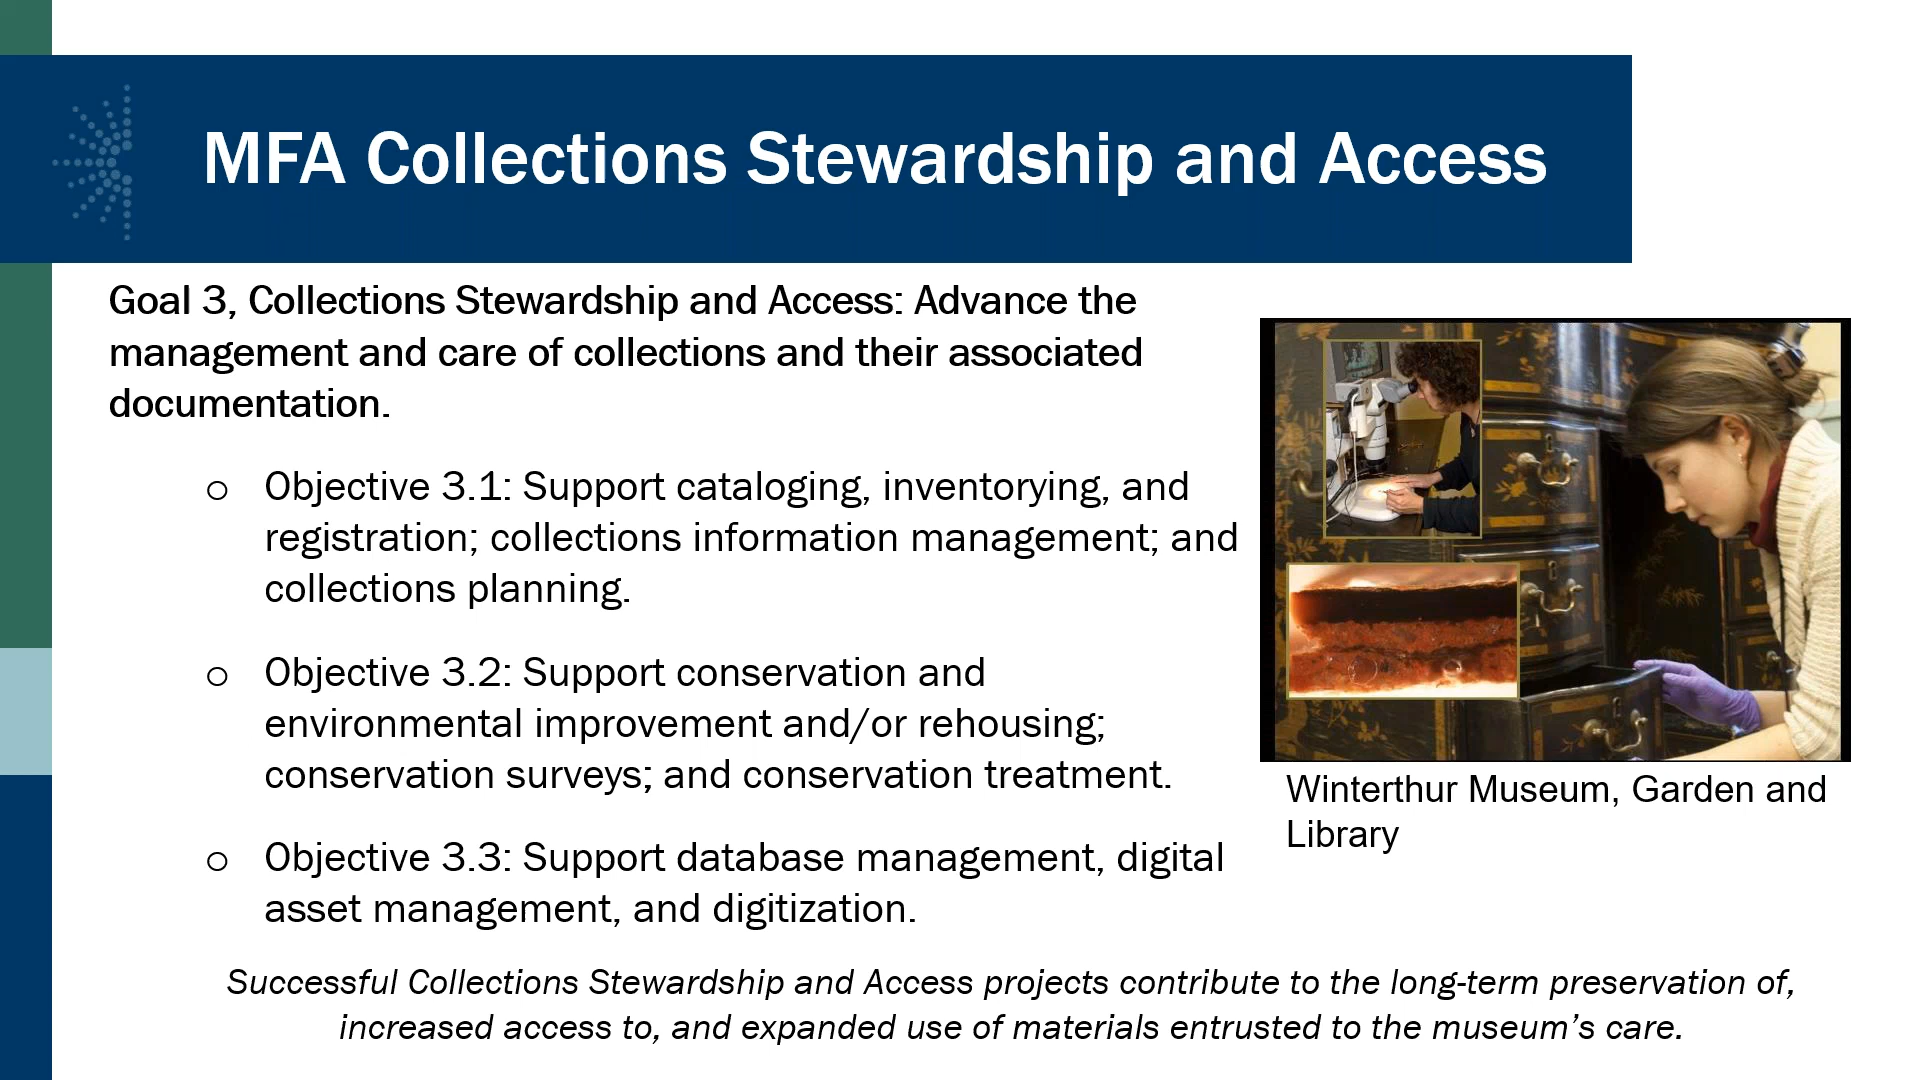 MFA Collections Stewardship and Access
Goal 3, Collections Stewardship and Access: Advance the
management and care of collections and their associated
documentation.
o Objective 3.1: Support cataloging, inventorying, and
registration; collections information management; and
collections planning.
o Objective 3.2: Support conservation and
environmental improvement and/or rehousing;
conservation surveys; and conservation treatment.
o Objective 3.3: Support database management, digital
asset management, and digitization.
Winterthur Museum, Garden and
Library
Successful Collections Stewardship and Access projects contribute to the long-term preservation of,
increased access to, and expanded use of materials entrusted to the museum’s care.